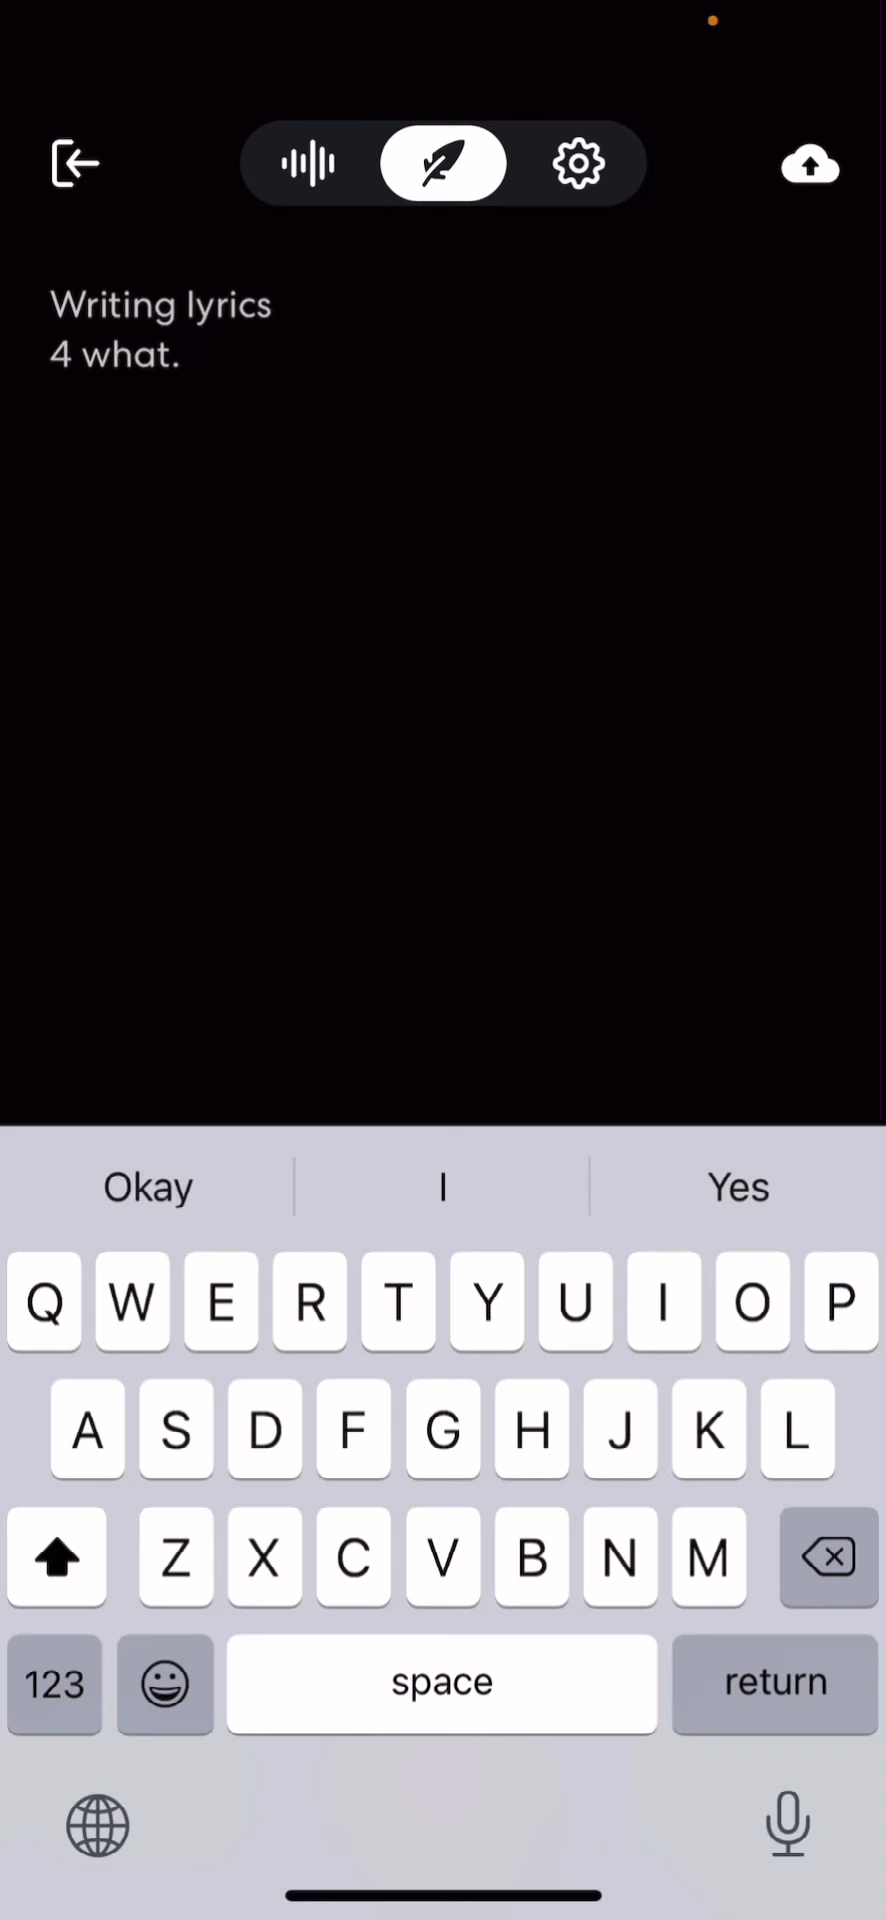 Writing lyrics
4 what.
Okay I Yes
Q W E R T Y U I O P
A S D F G H J K L
Z X C V B N M
123 space return